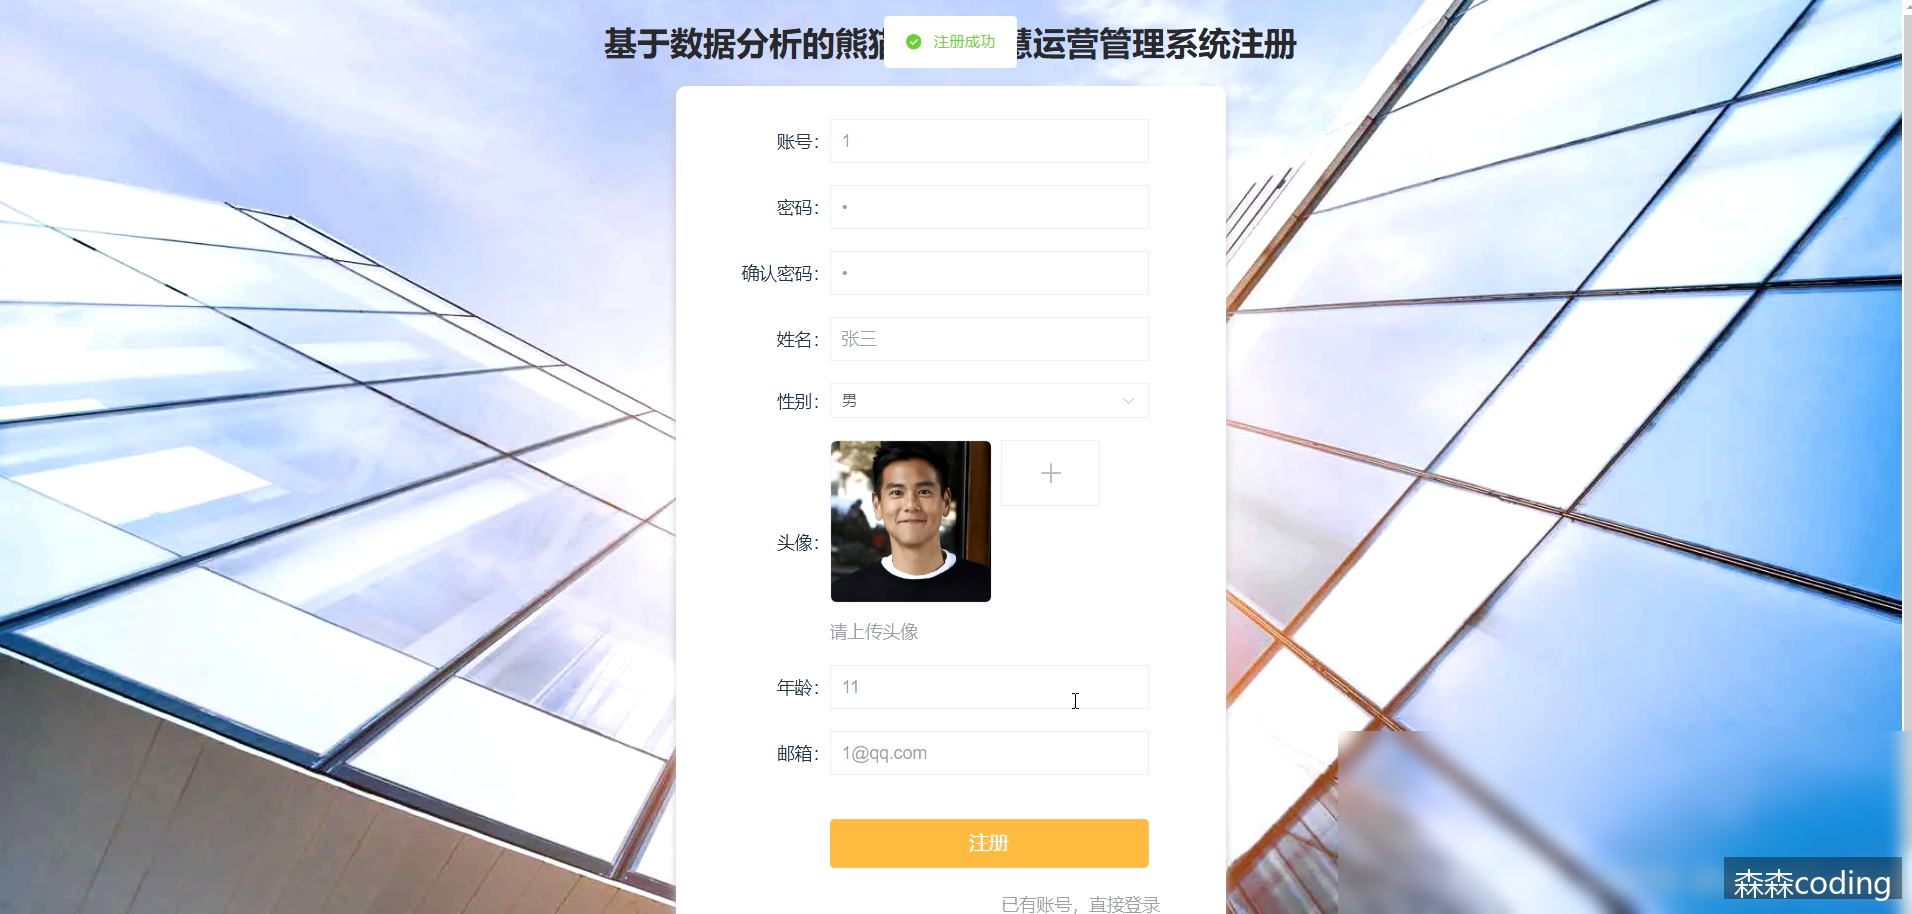 基于数据分析的熊猫慧运营管理系统注册
注册成功
账号：1
密码：•
确认密码：•
姓名：张三
性别：男
头像：
请上传头像
年龄：11
邮箱：1@qq.com
注册
已有账号，直接登录
森森coding